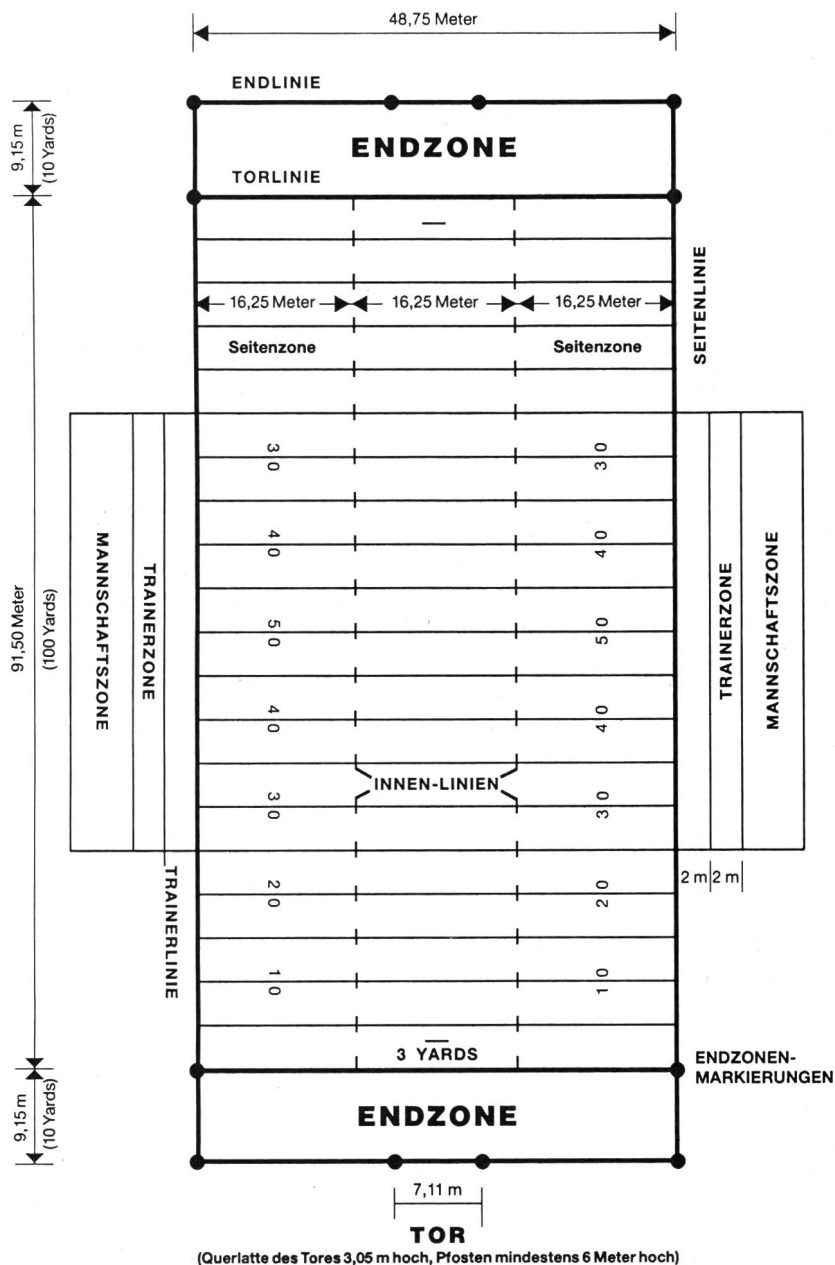 48,75 Meter
ENDLINIE
9,15 m
(10 Yards)
ENDZONE
TORLINIE
SEITENLINIE
16,25 Meter
16,25 Meter
16,25 Meter
Seitenzone
Seitenzone
91,50 Meter
(100 Yards)
MANNSCHAFTSZONE
TRAINERZONE
30
30
40
40
50
50
40
40
INNEN-LINIEN
30
30
TRAINERZONE
MANNSCHAFTSZONE
TRAINERLINIE
20
20
2 m
2 m
10
10
3 YARDS
ENDZONEN-
MARKIERUNGEN
9,15 m
(10 Yards)
ENDZONE
7,11 m
TOR
(Querlatte des Tores 3,05 m hoch, Pfosten mindestens 6 Meter hoch)